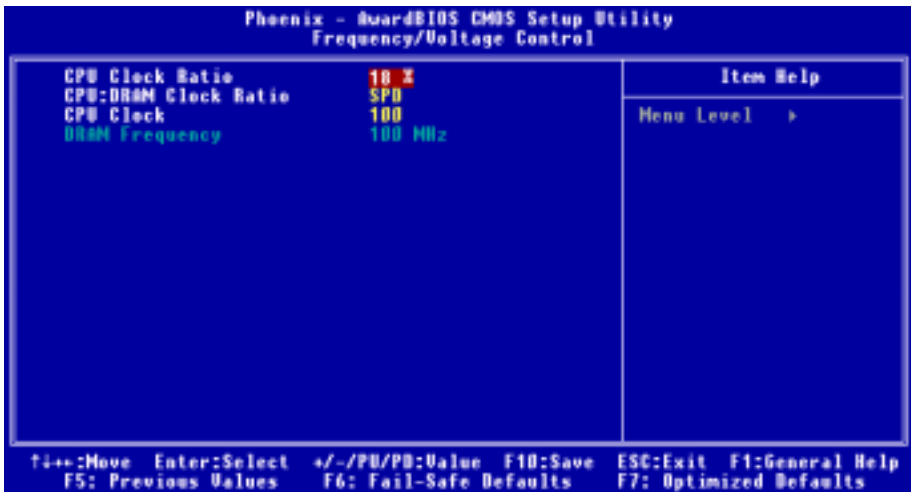 Phoenix - AwardBIOS CMOS Setup Utility
Frequency/Voltage Control
CPU Clock Ratio 18 X
CPU:DRAM Clock Ratio SPD
CPU Clock 100
DRAM Frequency 100 MHz
Item Help
Menu Level ▸
↑↓→←:Move Enter:Select +/-/PU/PD:Value F10:Save ESC:Exit F1:General Help
F5: Previous Values F6: Fail-Safe Defaults F7: Optimized Defaults